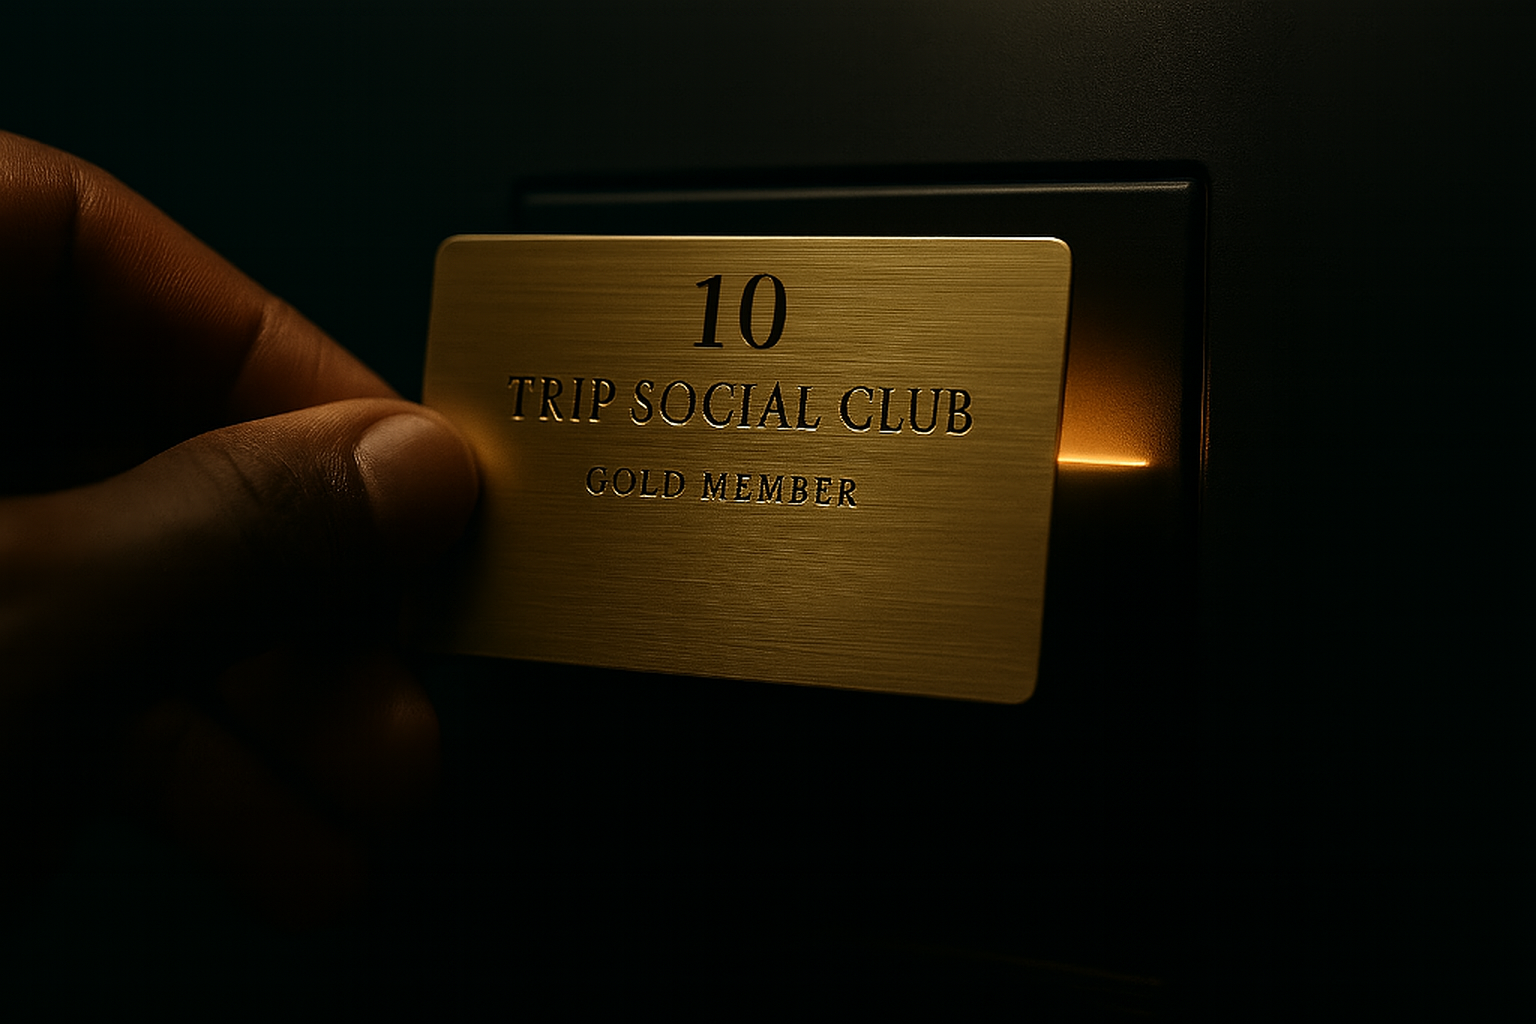 10
TRIP SOCIAL CLUB
GOLD MEMBER